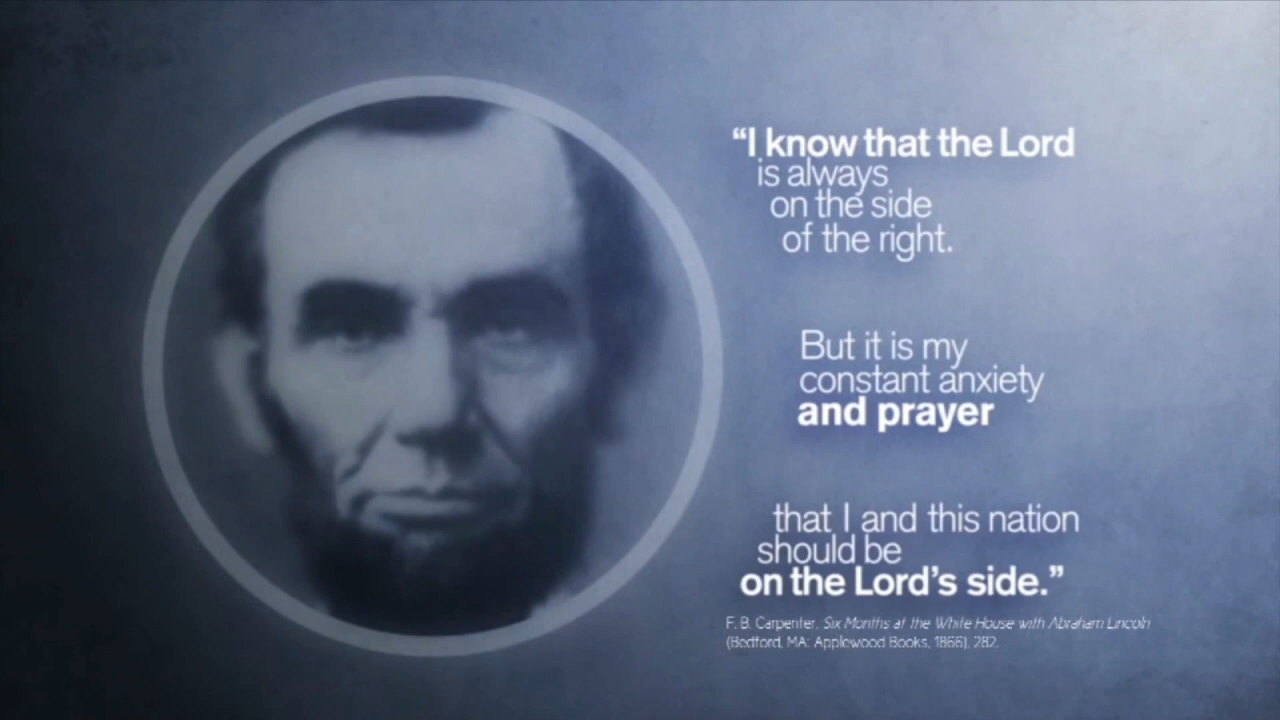 “I know that the Lord
is always
on the side
of the right.
But it is my
constant anxiety
and prayer
that I and this nation
should be
on the Lord’s side.”
F. B. Carpenter, Six Months at the White House with Abraham Lincoln
(Bedford, MA: Applewood Books, 1866), 282.